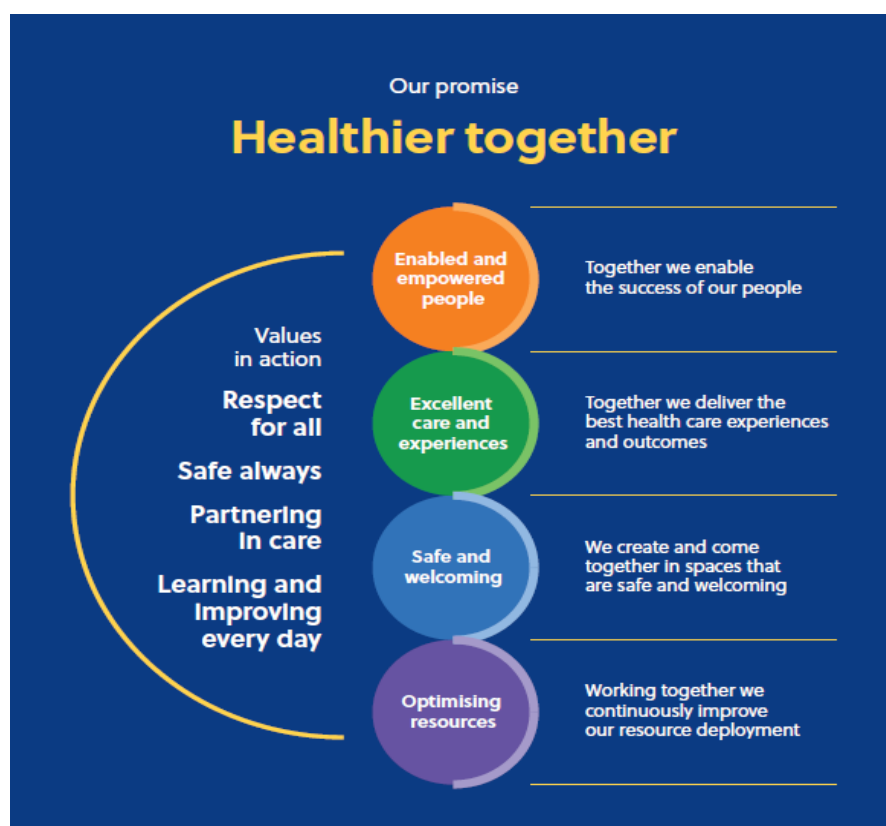 Our promise
Healthier together
Values
in action
Respect
for all
Safe always
Partnering
in care
Learning and
improving
every day
Enabled and
empowered
people
Together we enable
the success of our people
Excellent
care and
experiences
Together we deliver the
best health care experiences
and outcomes
Safe and
welcoming
We create and come
together in spaces that
are safe and welcoming
Optimising
resources
Working together we
continuously improve
our resource deployment